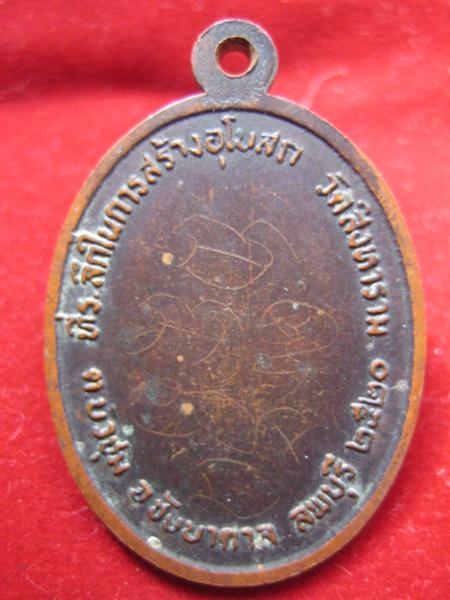 ที่ระลึกในการสร้างอุโบสถ วัดสิงหาราม
ต.บัวชุม อ.ชัยบาดาล ลพบุรี ๒๕๒๐